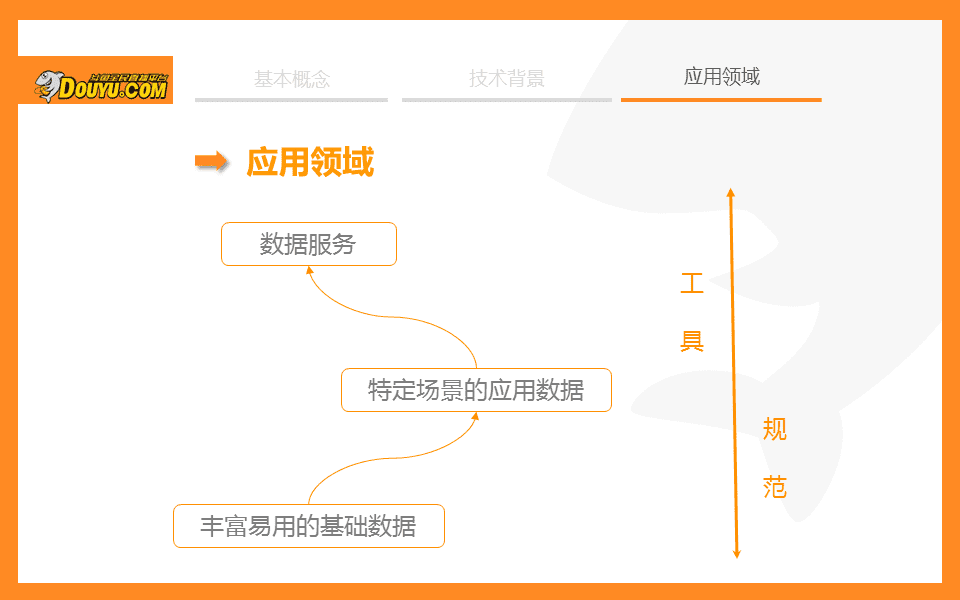 斗鱼全民直播平台
DOUYU.COM
基本概念
技术背景
应用领域
应用领域
数据服务
工具
特定场景的应用数据
规范
丰富易用的基础数据